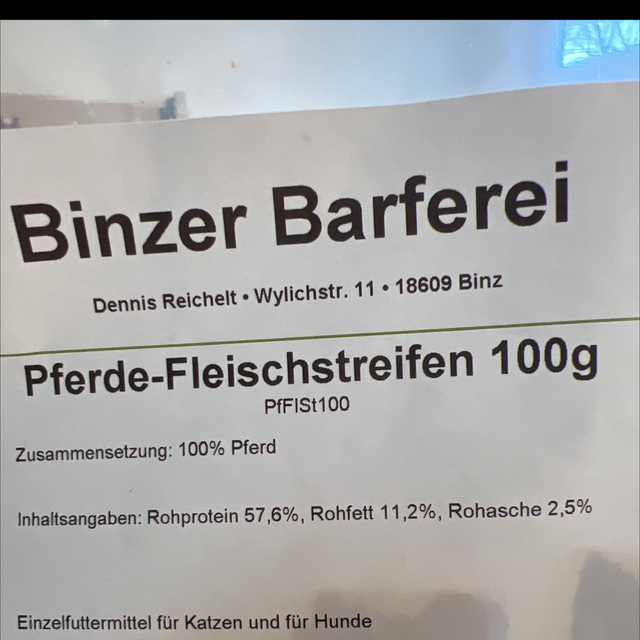 Binzer Barferei
Dennis Reichelt • Wylichstr. 11 • 18609 Binz
Pferde-Fleischstreifen 100g
PfFlSt100
Zusammensetzung: 100% Pferd
Inhaltsangaben: Rohprotein 57,6%, Rohfett 11,2%, Rohasche 2,5%
Einzelfuttermittel für Katzen und für Hunde